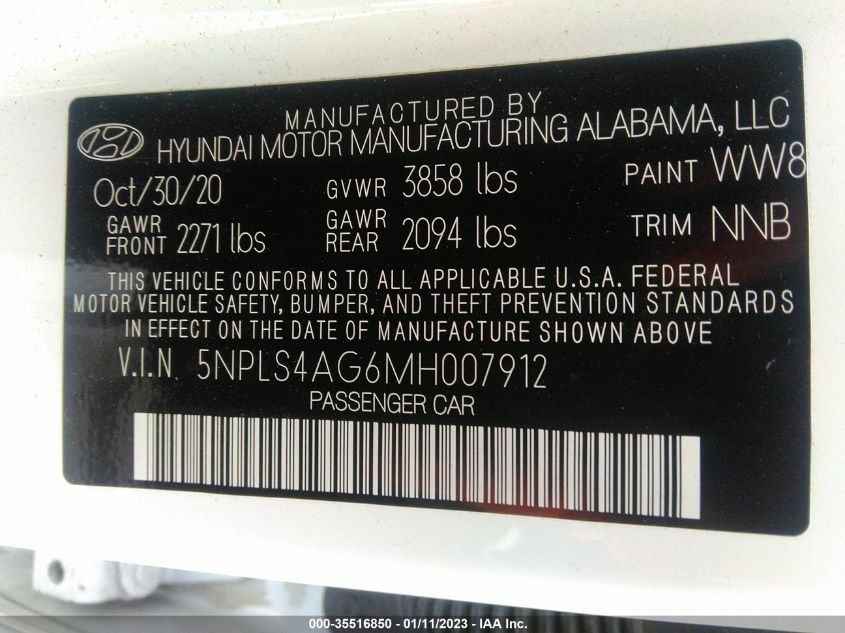 MANUFACTURED BY
HYUNDAI MOTOR MANUFACTURING ALABAMA, LLC
Oct/30/20 GVWR 3858 lbs PAINT WW8
GAWR FRONT 2271 lbs GAWR REAR 2094 lbs TRIM NNB
THIS VEHICLE CONFORMS TO ALL APPLICABLE U.S.A. FEDERAL
MOTOR VEHICLE SAFETY, BUMPER, AND THEFT PREVENTION STANDARDS
IN EFFECT ON THE DATE OF MANUFACTURE SHOWN ABOVE
V.I.N 5NPLS4AG6MH007912
PASSENGER CAR
000-35516850 - 01/11/2023 - IAA Inc.